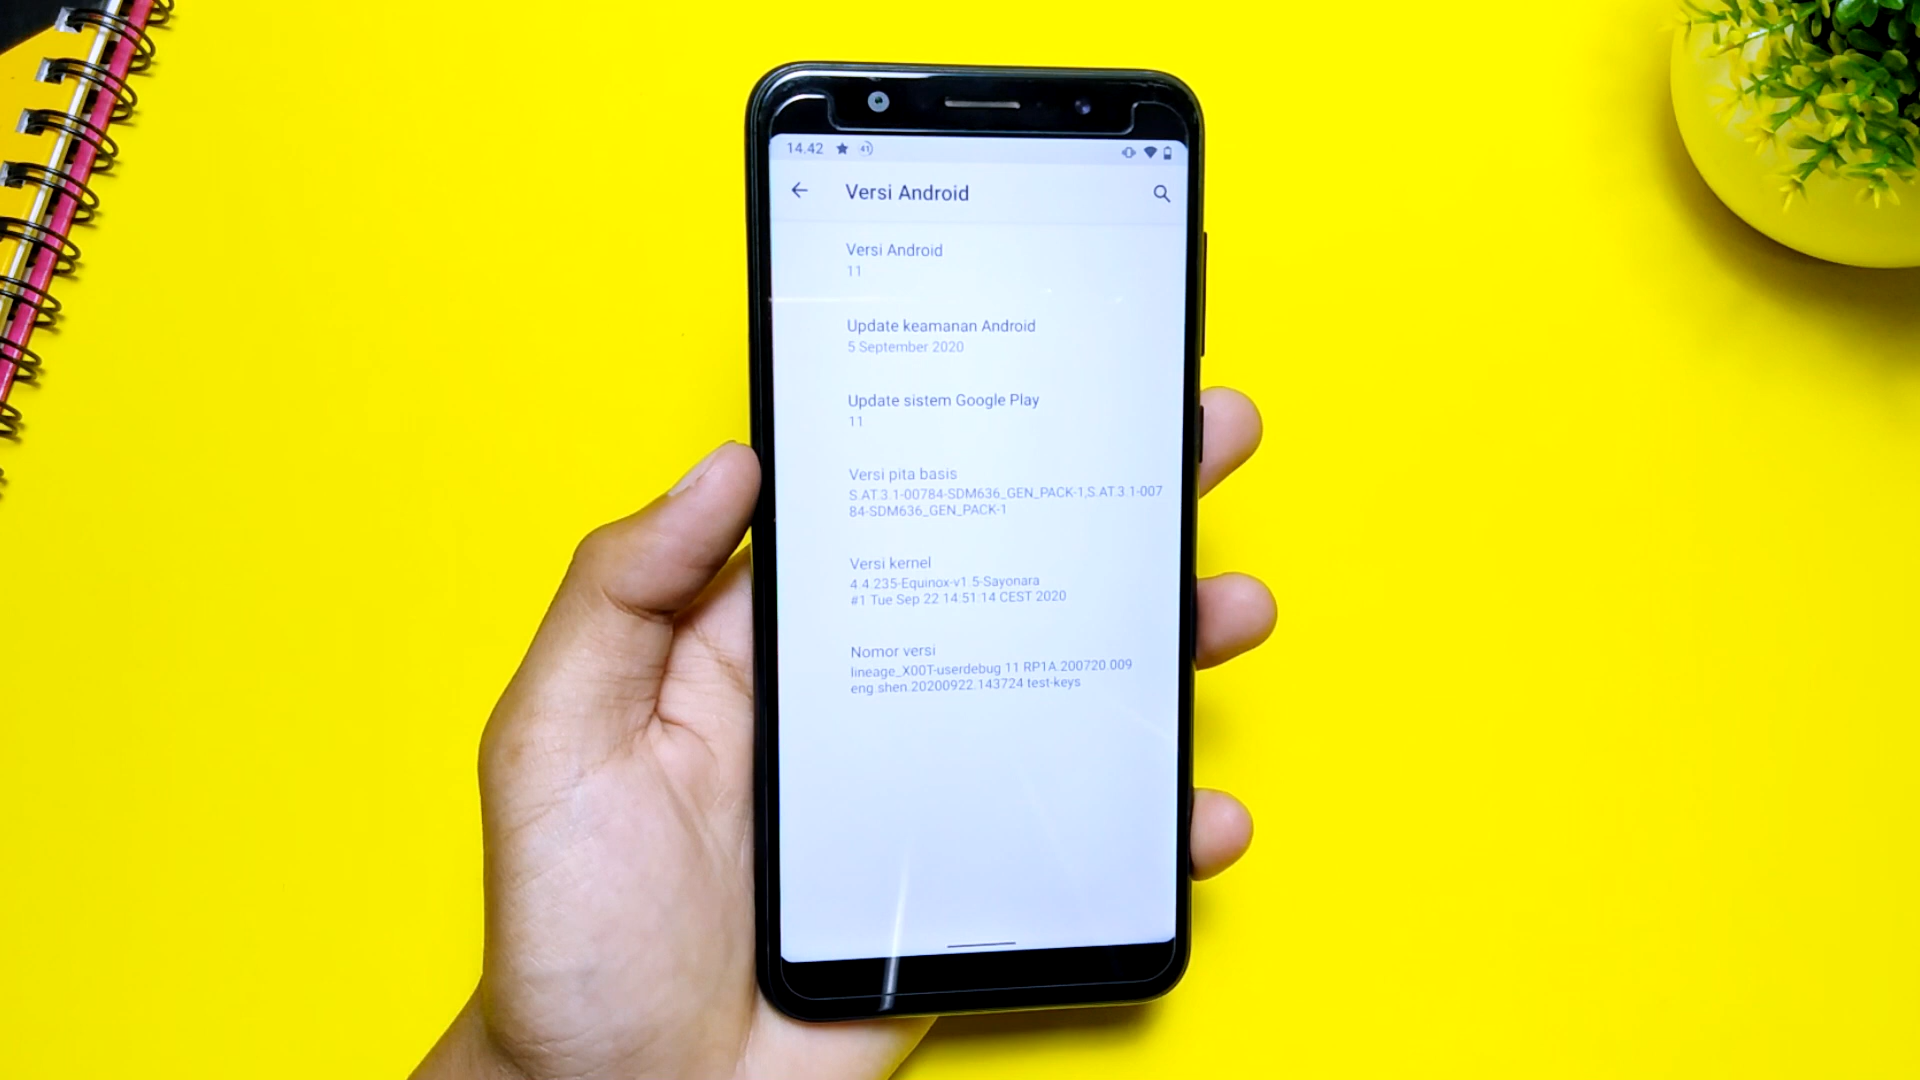 14.42 41
Versi Android
Versi Android
11
Update keamanan Android
5 September 2020
Update sistem Google Play
11
Versi pita basis
S.AT.3.1-00784-SDM636_GEN_PACK-1,S.AT.3.1-007
84-SDM636_GEN_PACK-1
Versi kernel
4.4.235-Equinox-v1.5-Sayonara
#1 Tue Sep 22 14:51:14 CEST 2020
Nomor versi
lineage_X00T-userdebug 11 RP1A.200720.009
eng.shen.20200922.143724 test-keys